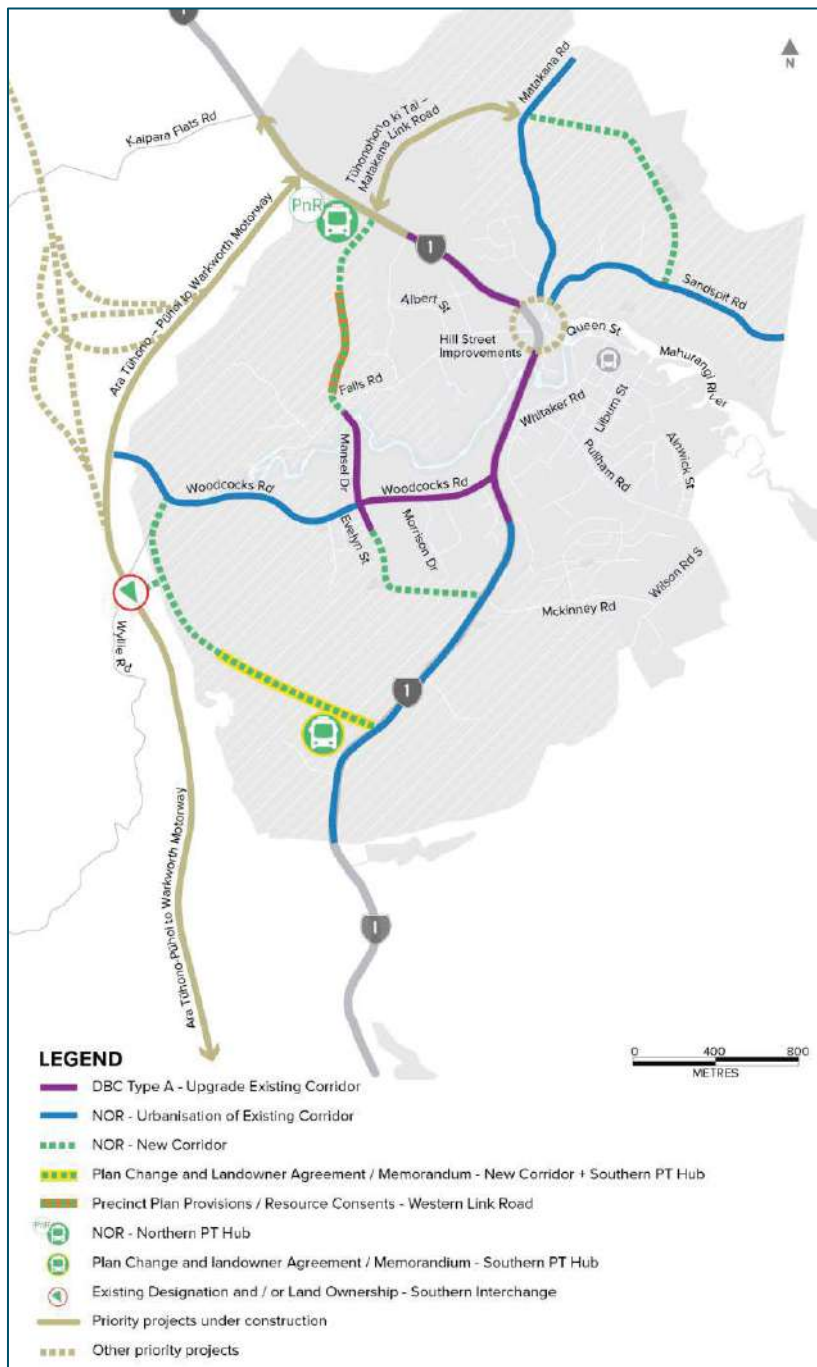 1
N
Matakana Rd
Kaipara Flats Rd
Tūhonohono ki Tai –
Matakana Link Road
PnR
1
Ara Tūhono – Pūhoi to Warkworth Motorway
Albert St
Sandspit Rd
Hill Street
Improvements
Queen St
Mahurangi River
Falls Rd
Whitaker Rd
Lilburn St
Pulham Rd
Alnwick St
Mansel Dr
Woodcocks Rd
Woodcocks Rd
Evelyn St
Morrison Dr
Wilson Rd S
Mckinney Rd
Wyllie Rd
1
Ara Tūhono-Pūhoi to Warkworth Motorway
1
LEGEND
0 400 800
METRES
DBC Type A - Upgrade Existing Corridor
NOR - Urbanisation of Existing Corridor
NOR - New Corridor
Plan Change and Landowner Agreement / Memorandum - New Corridor + Southern PT Hub
Precinct Plan Provisions / Resource Consents - Western Link Road
PnR
NOR - Northern PT Hub
Plan Change and landowner Agreement / Memorandium - Southern PT Hub
Existing Designation and / or Land Ownership - Southern Interchange
Priority projects under construction
Other priority projects